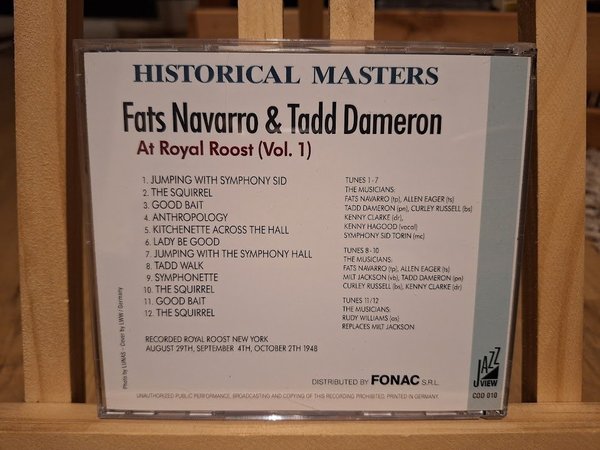 HISTORICAL MASTERS
Fats Navarro & Tadd Dameron
At Royal Roost (Vol. 1)
1. JUMPING WITH SYMPHONY SID
2. THE SQUIRREL
3. GOOD BAIT
4. ANTHROPOLOGY
5. KITCHENETTE ACROSS THE HALL
6. LADY BE GOOD
7. JUMPING WITH THE SYMPHONY HALL
8. TADD WALK
9. SYMPHONETTE
10. THE SQUIRREL
11. GOOD BAIT
12. THE SQUIRREL
RECORDED ROYAL ROOST NEW YORK
AUGUST 29TH, SEPTEMBER 4TH, OCTOBER 2TH 1948
TUNES 1-7
THE MUSICIANS:
FATS NAVARRO (tp), ALLEN EAGER (ts)
TADD DAMERON (pn), CURLEY RUSSELL (bs)
KENNY CLARKE (dr),
KENNY HAGOOD (vocal)
SYMPHONY SID TORIN (mc)
TUNES 8-10
THE MUSICIANS:
FATS NAVARRO (tp), ALLEN EAGER (ts)
MILT JACKSON (vb), TADD DAMERON (pn)
CURLEY RUSSELL (bs), KENNY CLARKE (dr)
TUNES 11/12
THE MUSICIANS:
RUDY WILLIAMS (as)
REPLACES MILT JACKSON
Photo by LUNAS - Cover by LWW / Germany
DISTRIBUTED BY FONAC S.R.L.
JAZZ
VIEW
COD 010
UNAUTHORIZED PUBLIC PERFORMANCE, BROADCASTING AND COPYING OF THIS RECORDING PROHIBITED. PRINTED IN GERMANY.